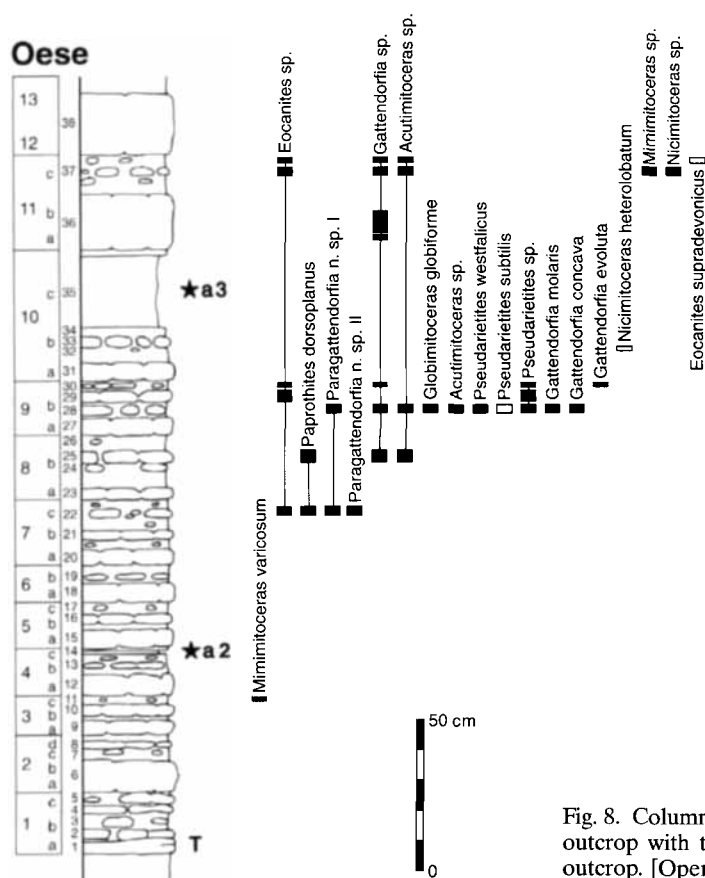 Oese
13
12
38
c
37
11
b
36
a
10
c
35
34
b
33
32
a
31
30
9
29
b
28
27
26
8
25
b
24
a
23
c
22
7
b
21
a
20
6
b
19
a
18
c
17
5
b
16
a
15
14
4
c
b
13
a
12
11
3
c
b
10
a
9
d
8
2
c
7
b
6
a
c
5
4
1
b
3
2
a
1
★a3
★a2
T
Mimimitoceras varicosum
Eocanites sp.
Paprothites dorsoplanus
Paragattendorfia n. sp. I
Paragattendorfia n. sp. II
Gattendorfia sp.
Acutimitoceras sp.
Globimitoceras globiforme
Acutimitoceras sp.
Pseudarietites westfalicus
Pseudarietites subtilis
Pseudarietites sp.
Gattendorfia molaris
Gattendorfia concava
Gattendorfia evoluta
Nicimitoceras heterolobatum
Mimimitoceras sp.
Nicimitoceras sp.
Eocanites supradevonicus
50 cm
0
Fig. 8. Column
outcrop with t
outcrop. [Oper